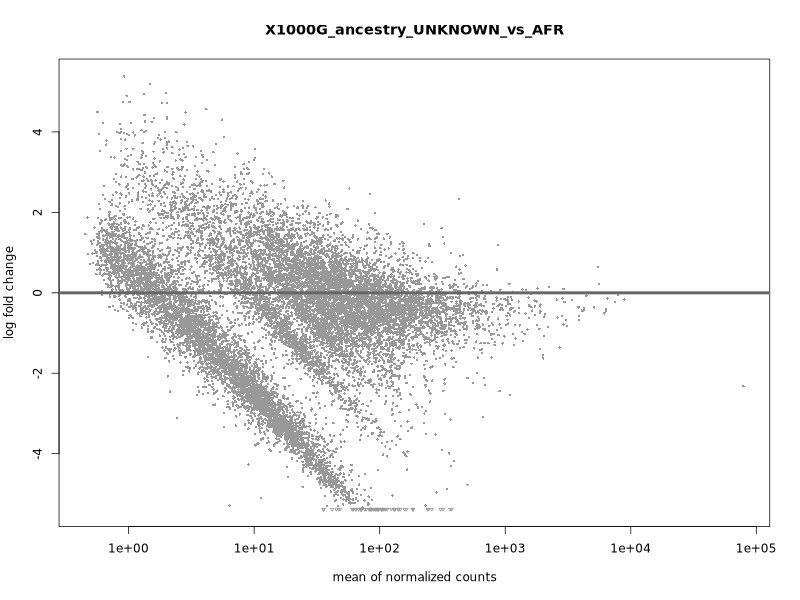 X1000G_ancestry_UNKNOWN_vs_AFR
log fold change
4
2
0
-2
-4
1e+00 1e+01 1e+02 1e+03 1e+04 1e+05
mean of normalized counts